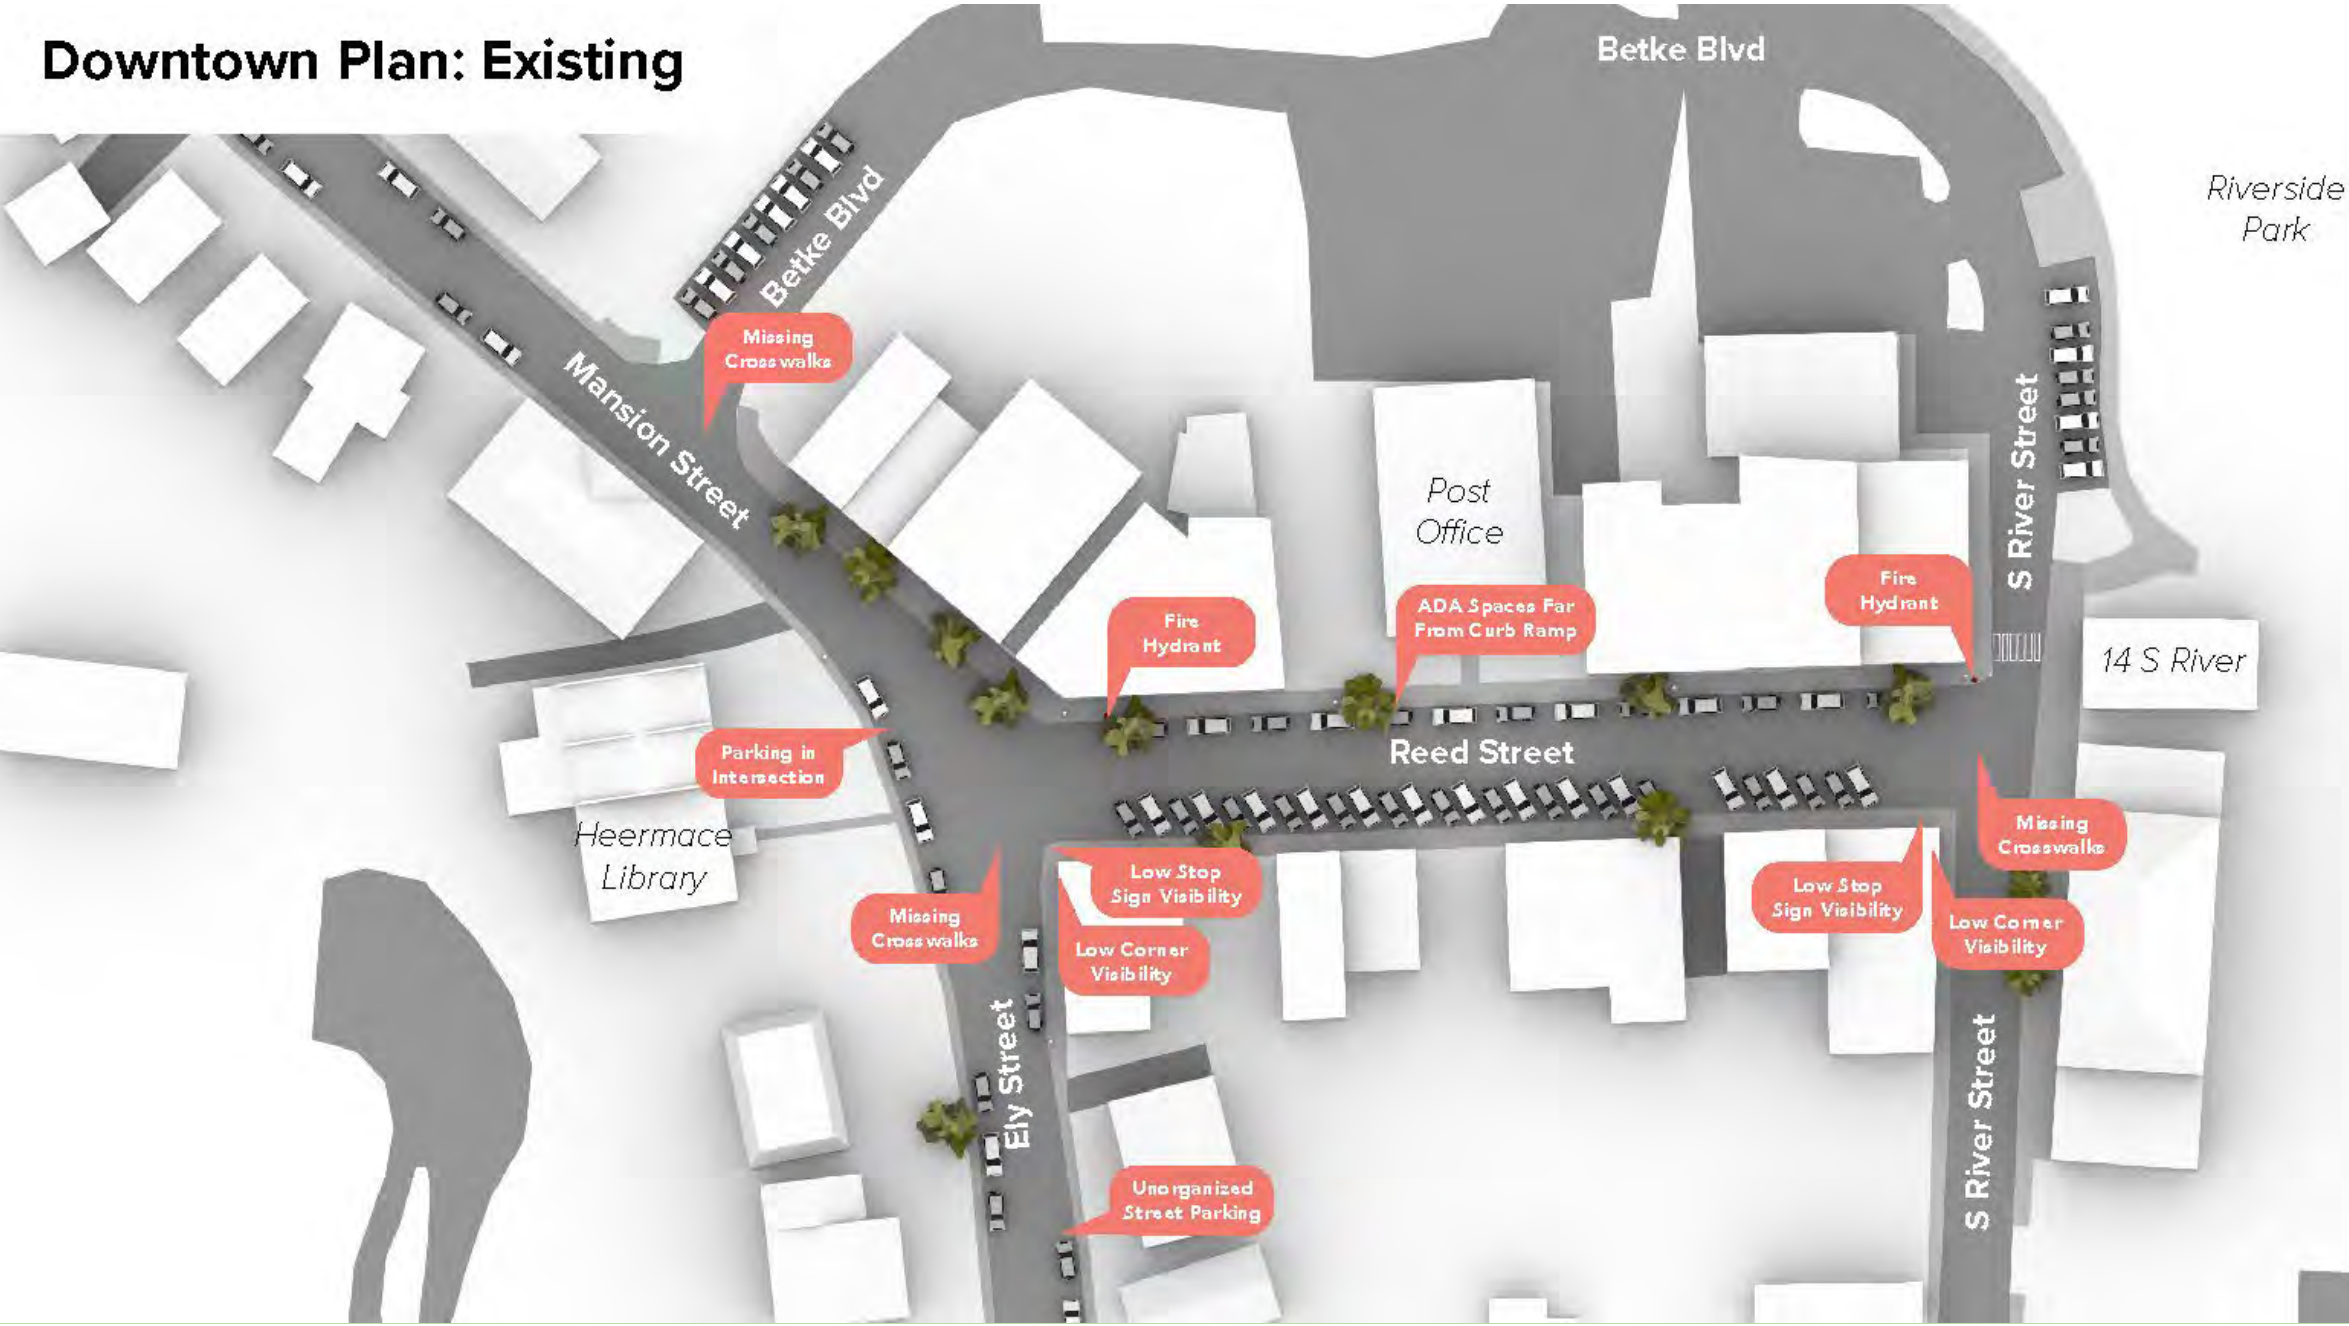 Downtown Plan: Existing
Betke Blvd
Riverside
Park
Betke Blvd
Missing
Crosswalks
Mansion Street
S River Street
Post
Office
Fire
Hydrant
ADA Spaces Far
From Curb Ramp
Fire
Hydrant
14 S River
Parking in
Intersection
Reed Street
Heermace
Library
Missing
Crosswalks
Low Stop
Sign Visibility
Low Stop
Sign Visibility
Missing
Crosswalks
Low Corner
Visibility
Low Corner
Visibility
Ely Street
S River Street
Unorganized
Street Parking